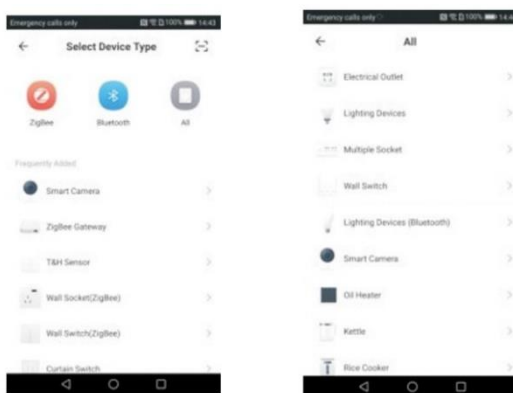 Emergency calls only 100% 14:43
Select Device Type
ZigBee Bluetooth All
Frequently Added
Smart Camera
ZigBee Gateway
T&H Sensor
Wall Socket(ZigBee)
Wall Switch(ZigBee)
Curtain Switch
Emergency calls only 100%
All
Electrical Outlet
Lighting Devices
Multiple Socket
Wall Switch
Lighting Devices (Bluetooth)
Smart Camera
Oil Heater
Kettle
Rice Cooker